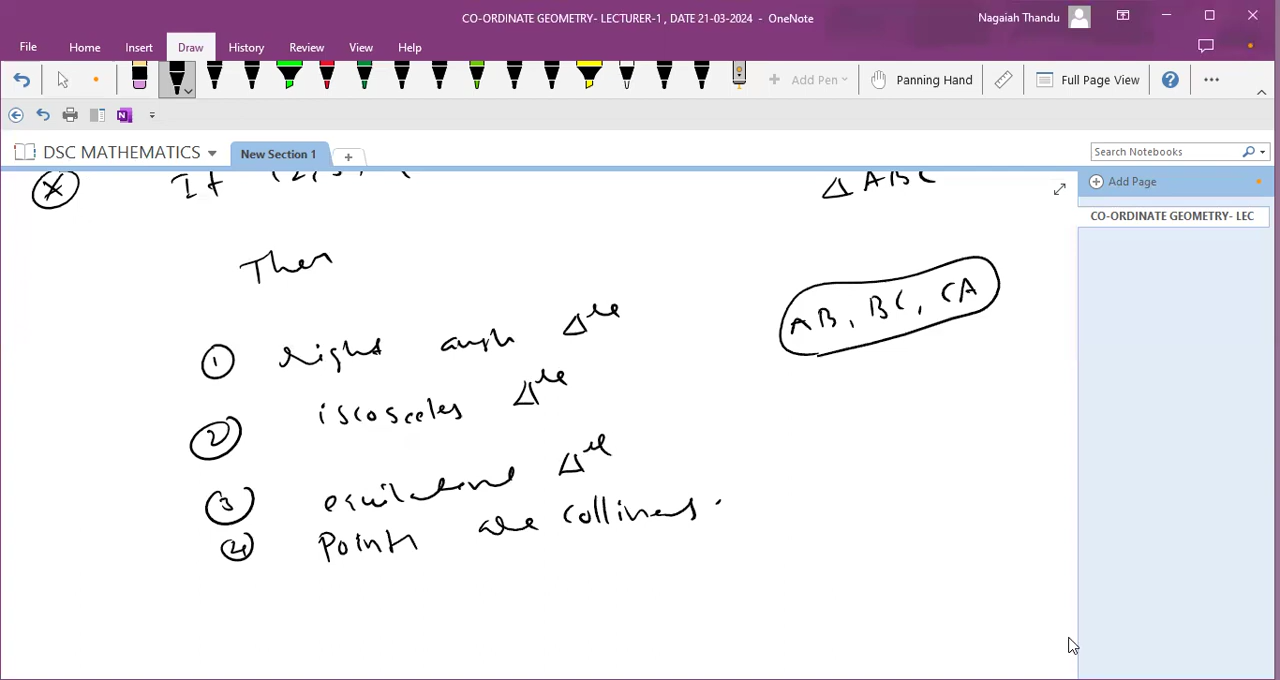 CO-ORDINATE GEOMETRY- LECTURER-1 , DATE 21-03-2024 - OneNote
Nagaiah Thandu
File Home Insert Draw History Review View Help
Add Pen
Panning Hand
Full Page View
DSC MATHEMATICS
New Section 1
Search Notebooks
Add Page
CO-ORDINATE GEOMETRY- LEC
If
Δ ABC
Then
AB, BC, CA
① right angle Δle
② iscosceles Δle
③ equilateral Δle
④ Points are collinear.